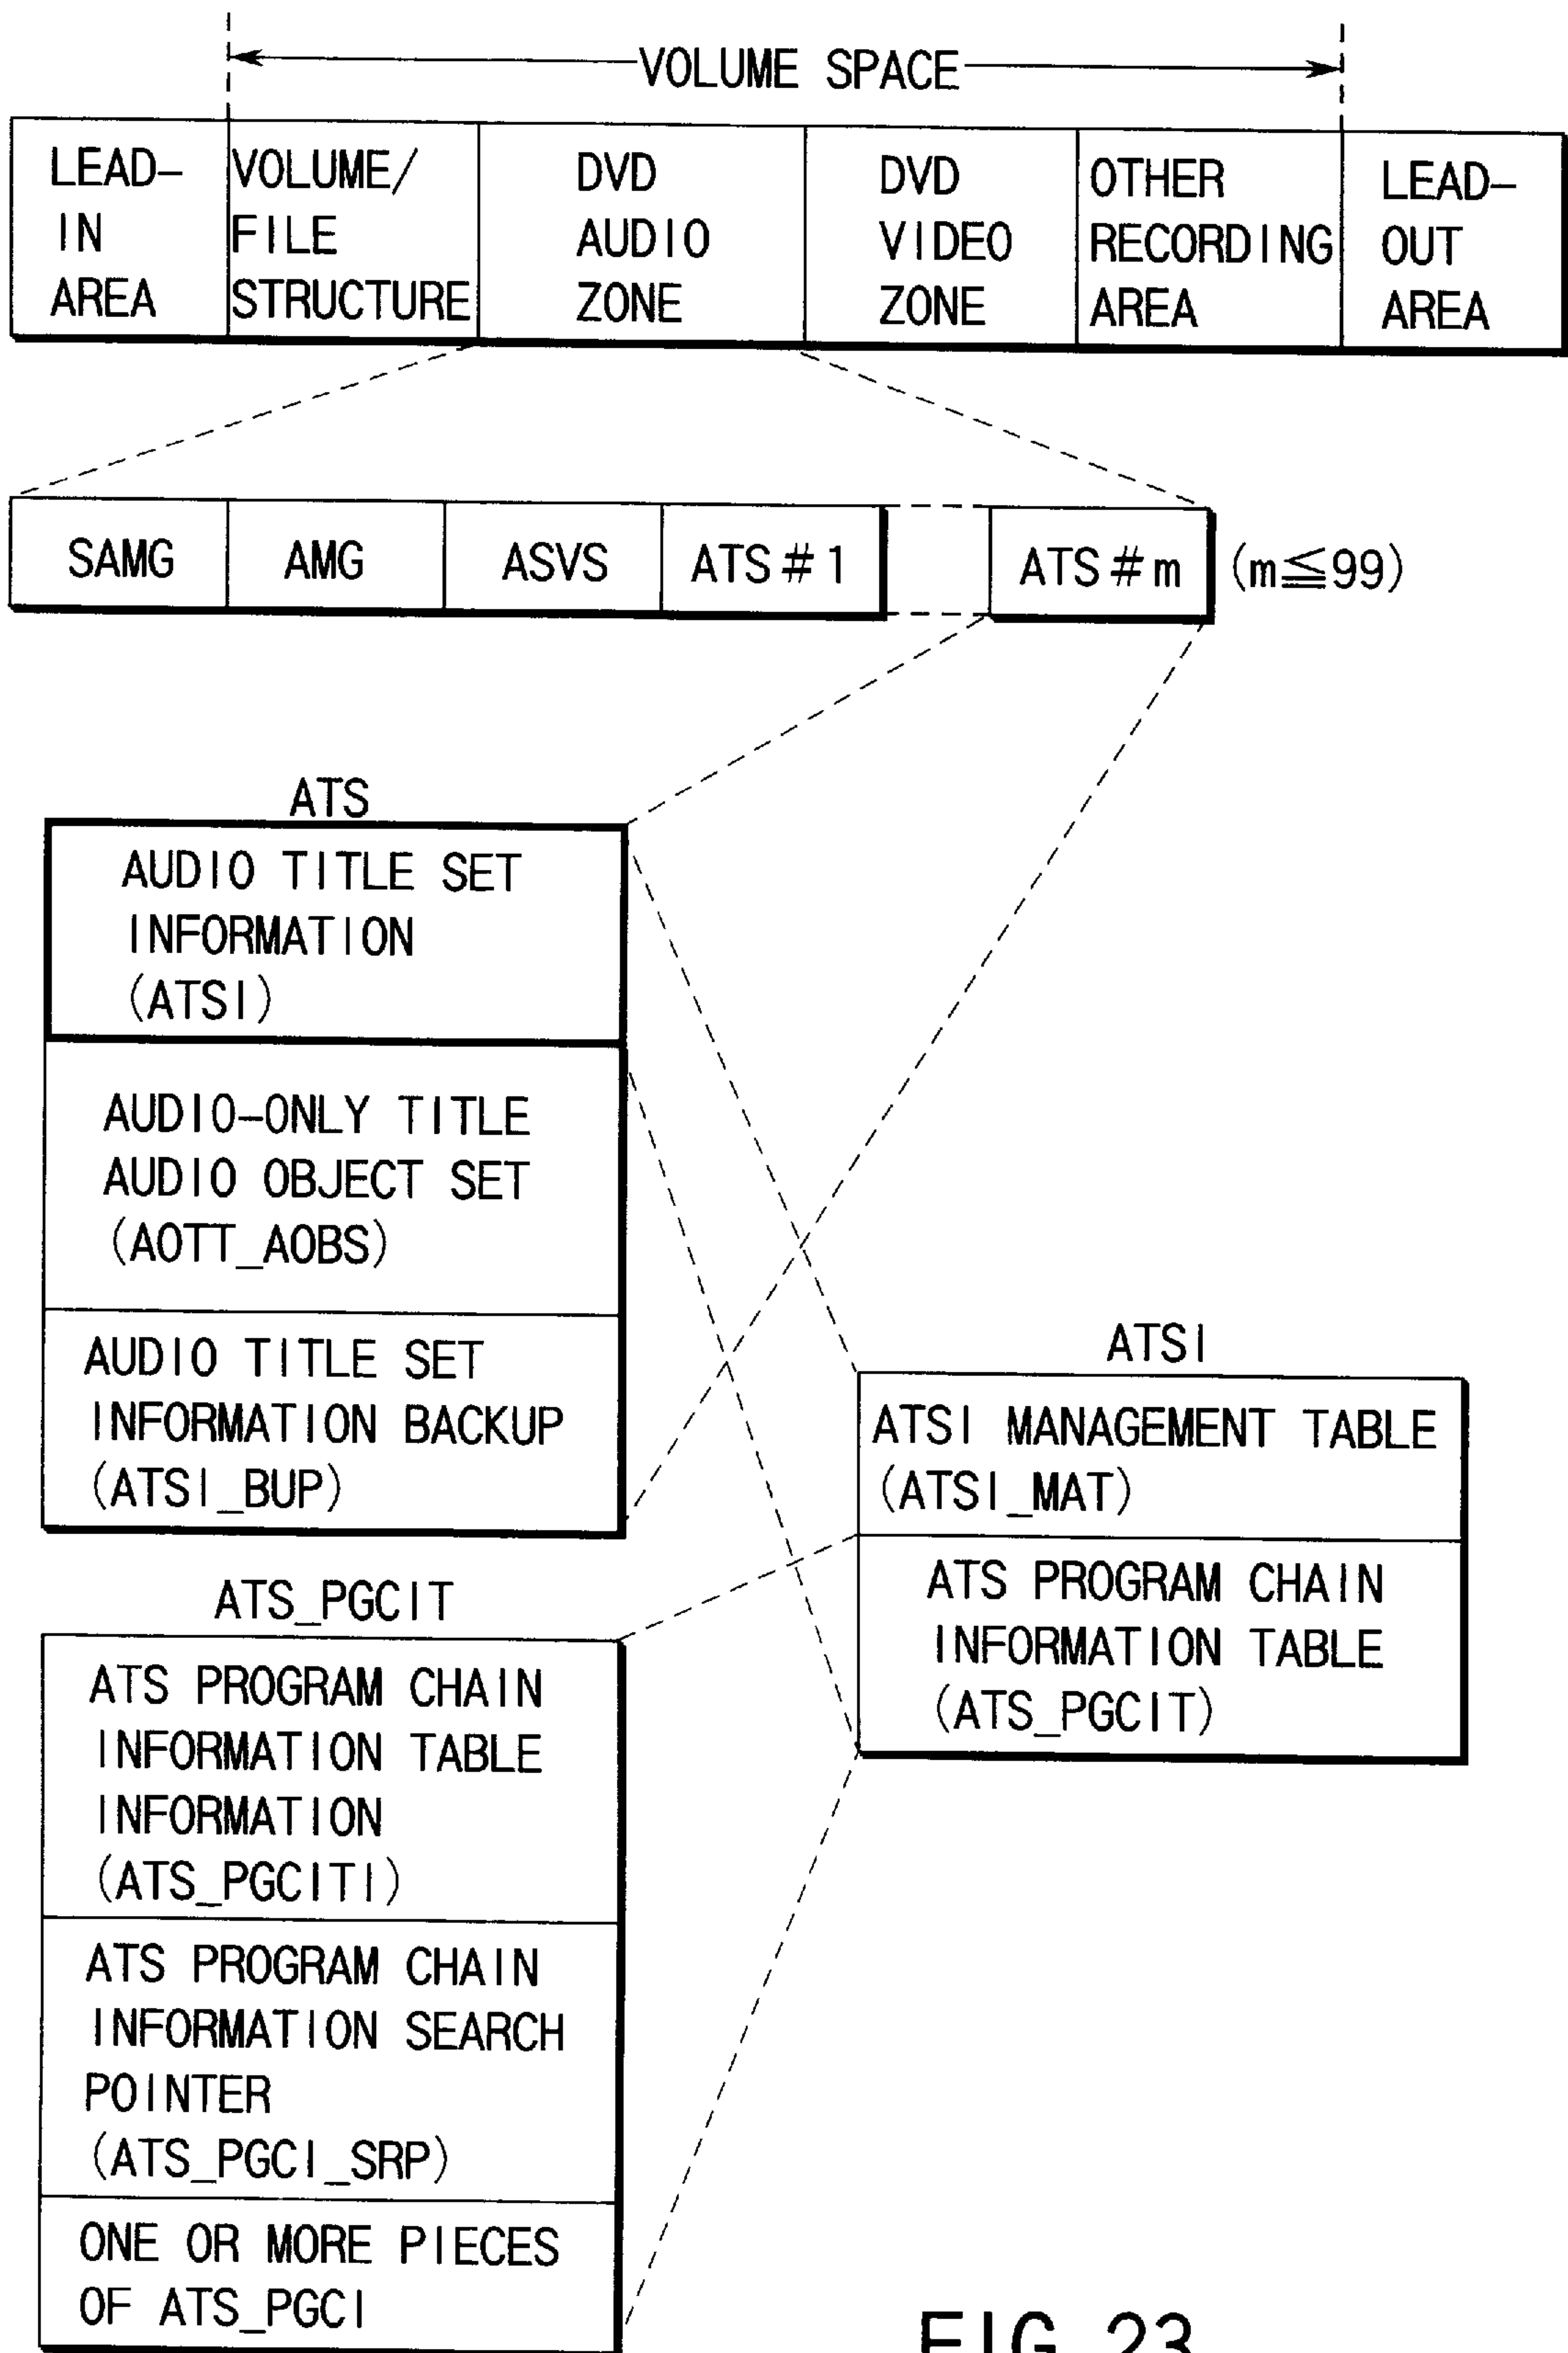 VOLUME SPACE
LEAD-
IN
AREA
VOLUME/
FILE
STRUCTURE
DVD
AUDIO
ZONE
DVD
VIDEO
ZONE
OTHER
RECORDING
AREA
LEAD-
OUT
AREA
SAMG
AMG
ASVS
ATS#1
ATS#m
(m≦99)
ATS
AUDIO TITLE SET
INFORMATION
(ATSI)
AUDIO-ONLY TITLE
AUDIO OBJECT SET
(AOTT_AOBS)
AUDIO TITLE SET
INFORMATION BACKUP
(ATSI_BUP)
ATSI
ATSI MANAGEMENT TABLE
(ATSI_MAT)
ATS PROGRAM CHAIN
INFORMATION TABLE
(ATS_PGCIT)
ATS_PGCIT
ATS PROGRAM CHAIN
INFORMATION TABLE
INFORMATION
(ATS_PGCITI)
ATS PROGRAM CHAIN
INFORMATION SEARCH
POINTER
(ATS_PGCI_SRP)
ONE OR MORE PIECES
OF ATS_PGCI
FIG. 23